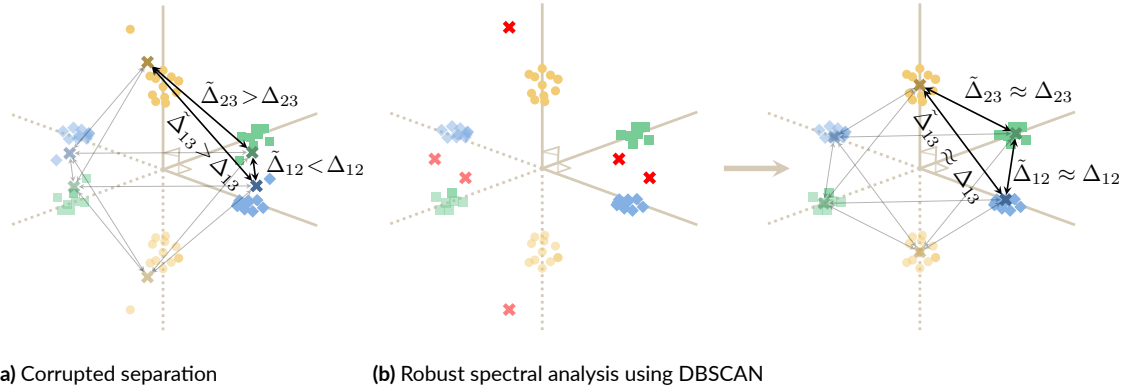 Δ̃₂₃ > Δ₂₃
Δ̃₁₃ > Δ₁₃
Δ̃₁₂ < Δ₁₂
Δ̃₂₃ ≈ Δ₂₃
Δ̃₁₃ ≈ Δ₁₃
Δ̃₁₂ ≈ Δ₁₂
a) Corrupted separation
(b) Robust spectral analysis using DBSCAN